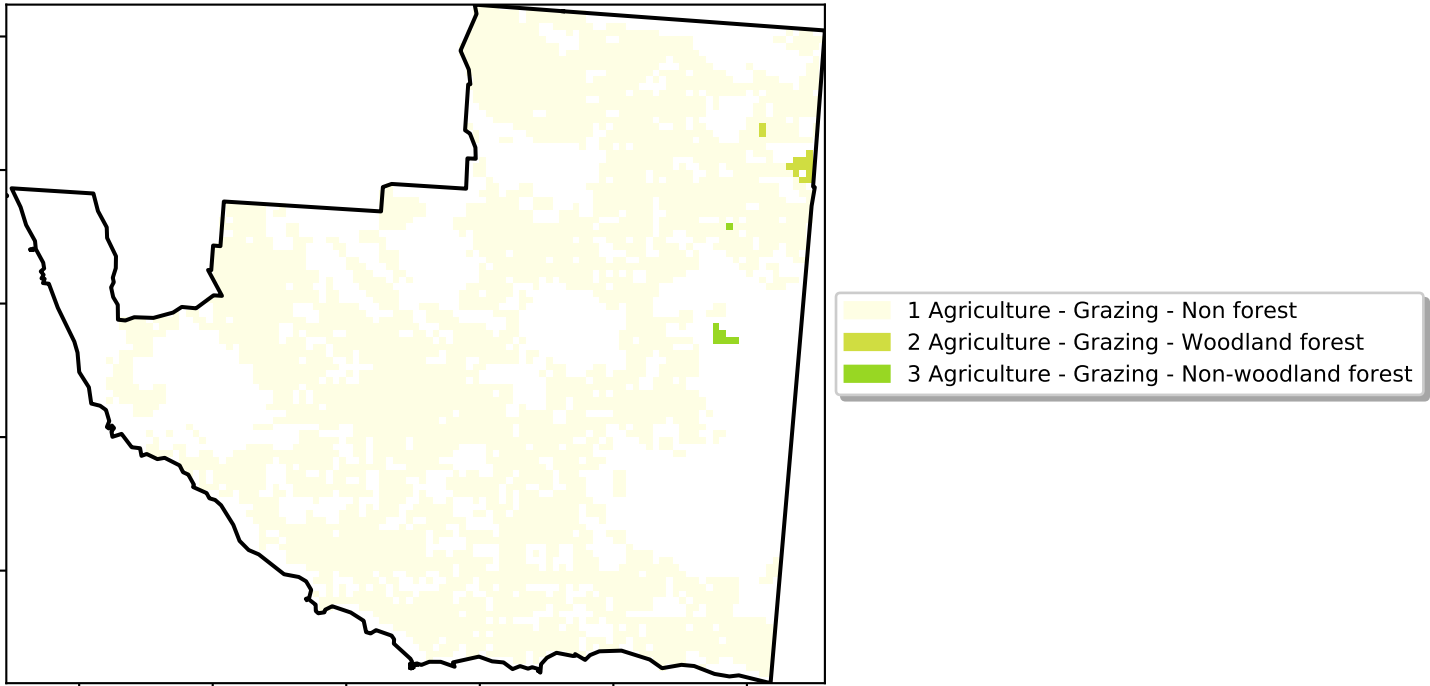 1 Agriculture - Grazing - Non forest
2 Agriculture - Grazing - Woodland forest
3 Agriculture - Grazing - Non-woodland forest